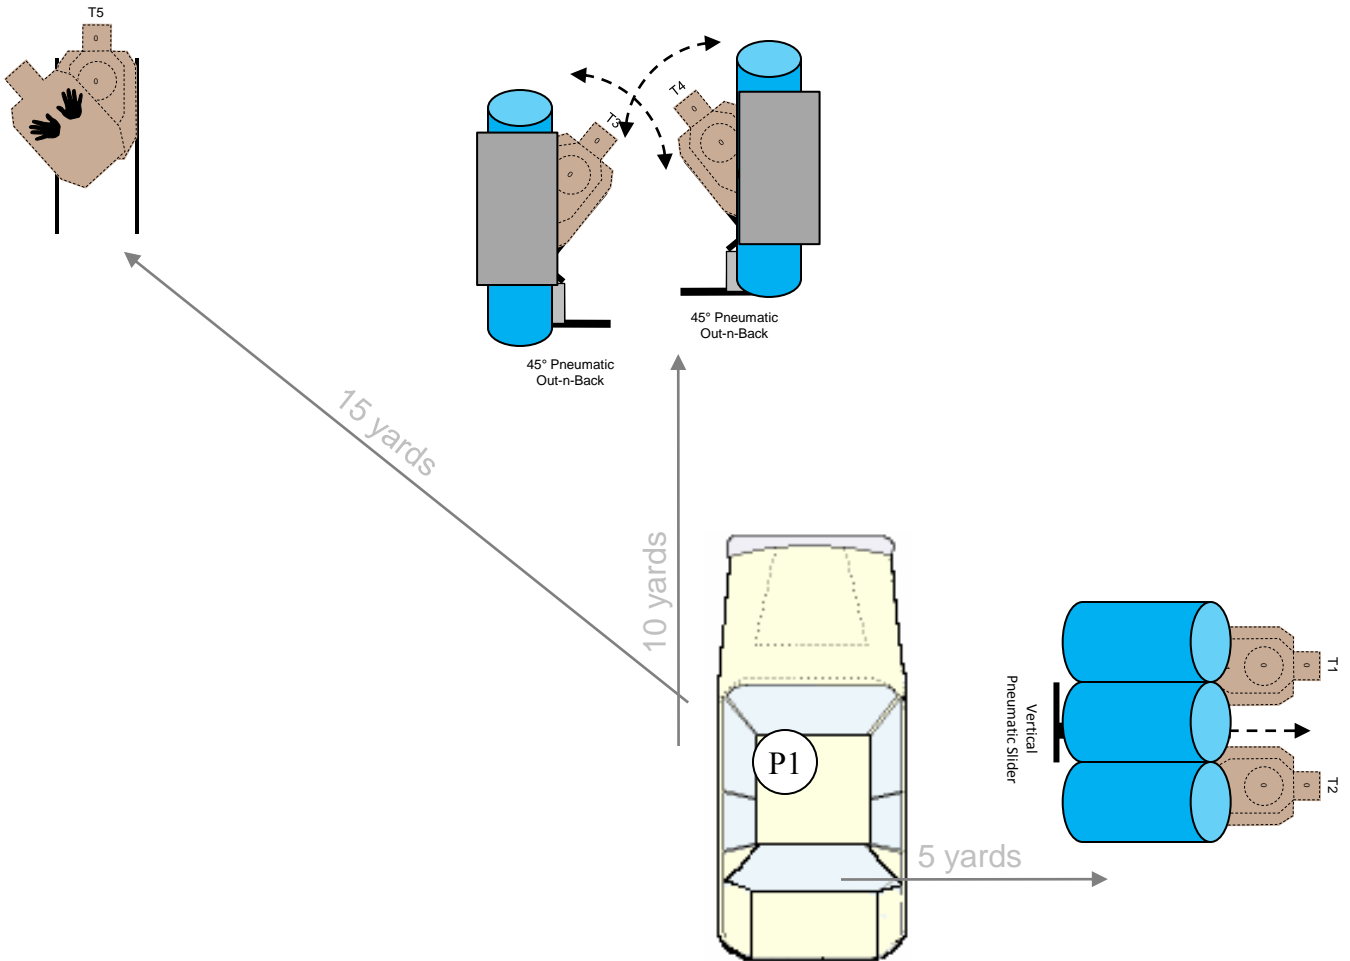 T5
T3
T4
45° Pneumatic
Out-n-Back
45° Pneumatic
Out-n-Back
15 yards
10 yards
P1
Vertical
Pneumatic Slider
T1
T2
5 yards